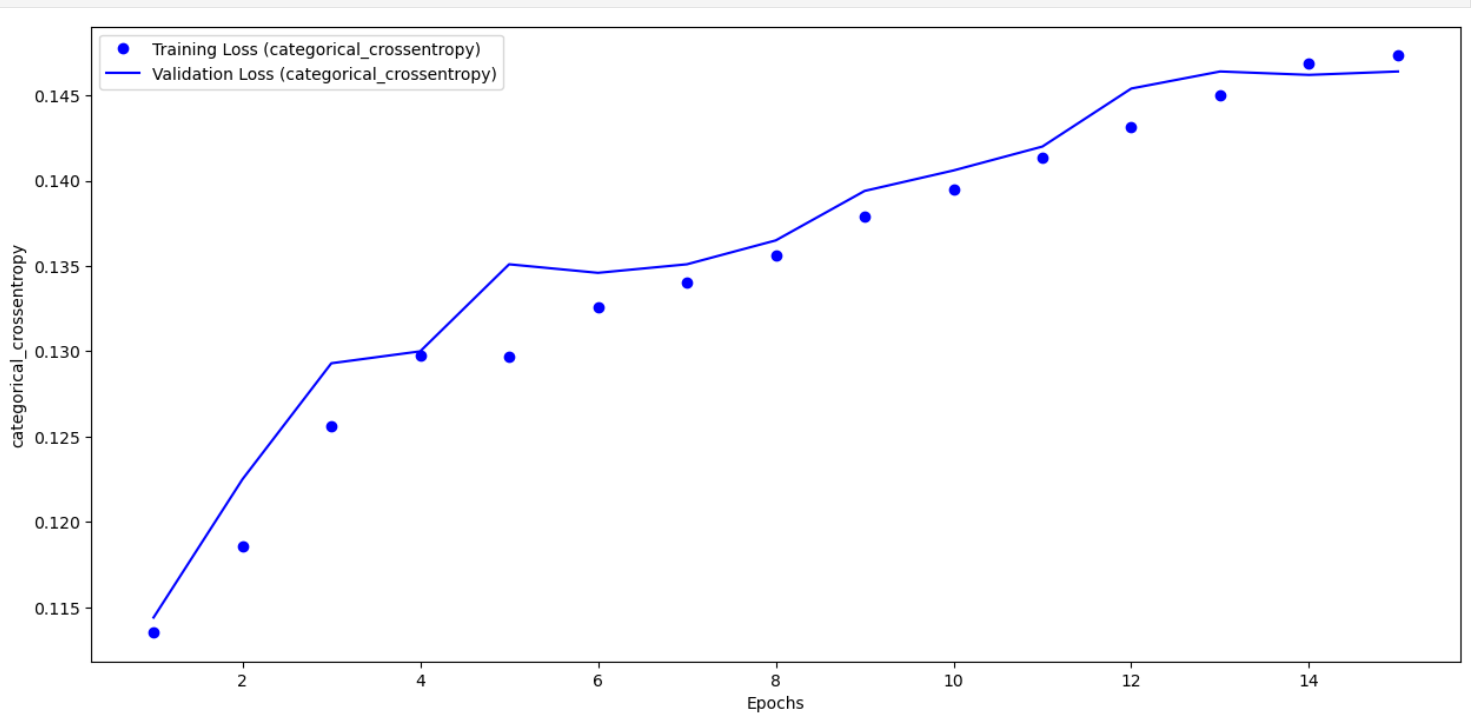 Training Loss (categorical_crossentropy)
Validation Loss (categorical_crossentropy)
categorical_crossentropy
0.145
0.140
0.135
0.130
0.125
0.120
0.115
2 4 6 8 10 12 14
Epochs